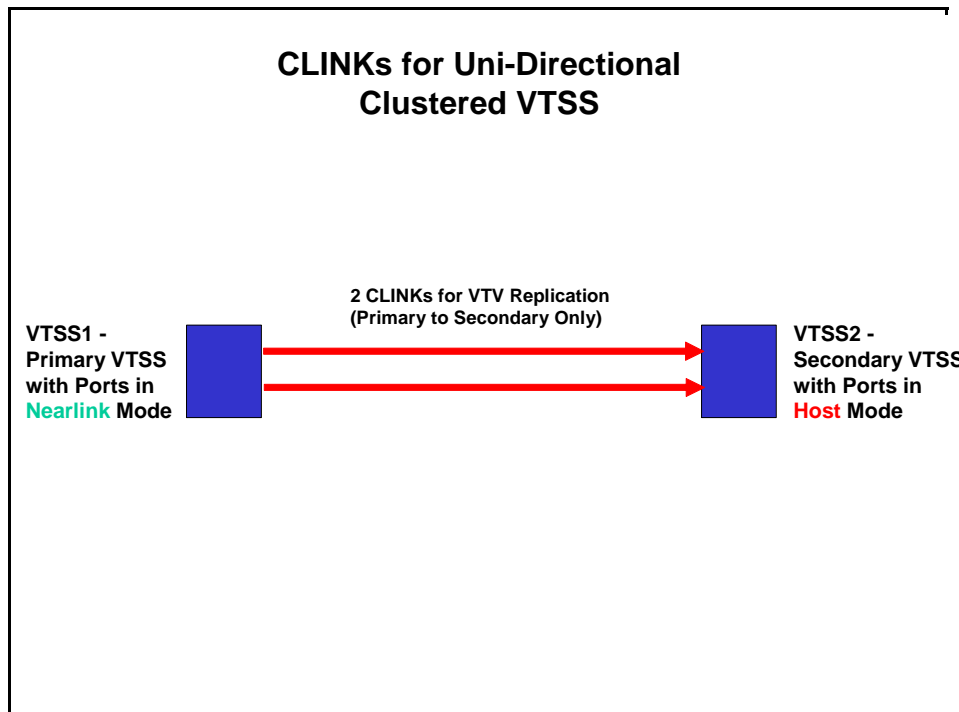 CLINKs for Uni-Directional
Clustered VTSS
2 CLINKs for VTV Replication
(Primary to Secondary Only)
VTSS1 -
Primary VTSS
with Ports in
Nearlink Mode
VTSS2 -
Secondary VTSS
with Ports in
Host Mode